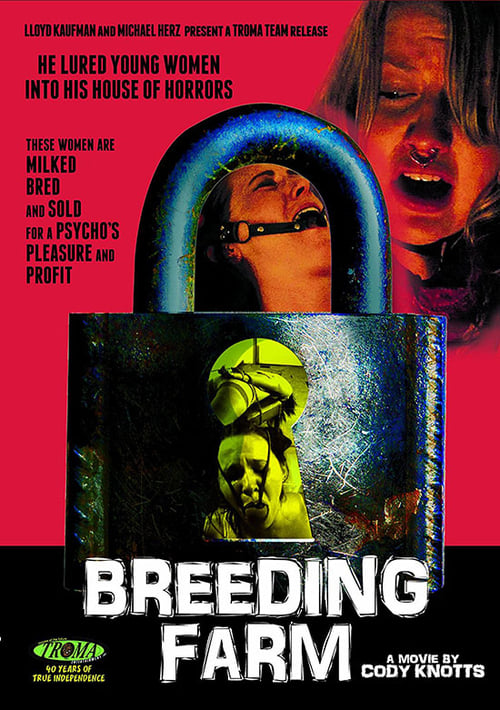 LLOYD KAUFMAN AND MICHAEL HERZ PRESENT A TROMA TEAM RELEASE
HE LURED YOUNG WOMEN
INTO HIS HOUSE OF HORRORS
THESE WOMEN ARE
MILKED
BRED
AND SOLD
FOR A PSYCHO'S
PLEASURE AND
PROFIT
BREEDING
FARM
TROMA
40 YEARS OF
TRUE INDEPENDENCE
A MOVIE BY
CODY KNOTTS